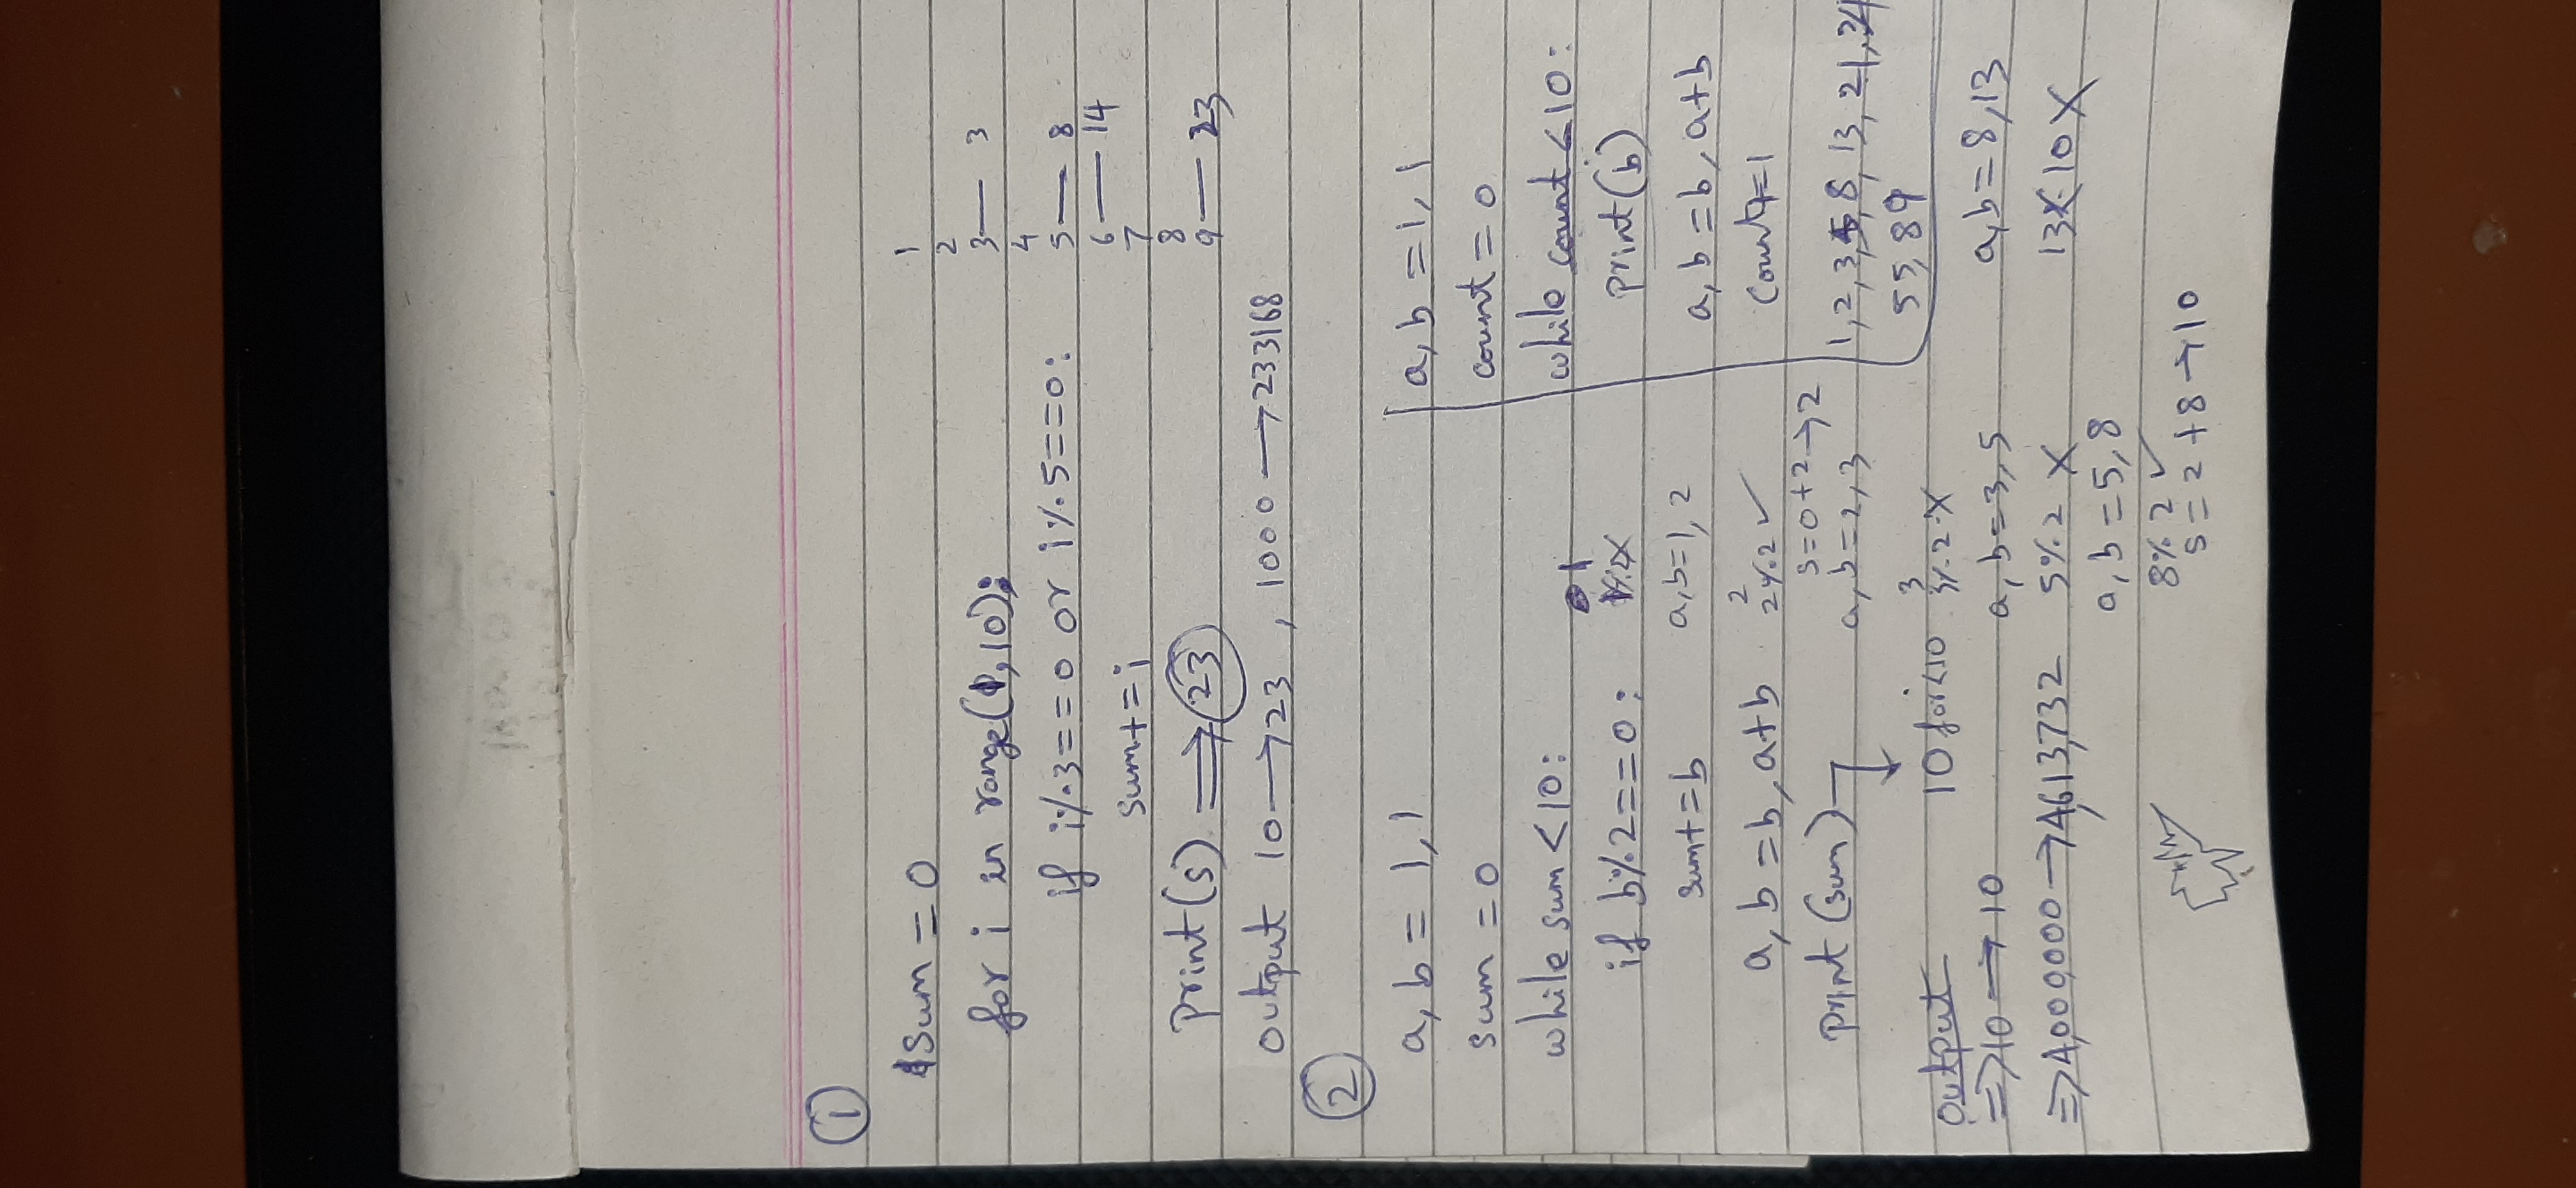 1
sum = 0
for i in range(1,10):
if i%3==0 or i%5==0:
sum+=i
print(s) ⟹ 23
output 10→23, 1000→233168
1
2
3— 3
4
5— 8
6— 14
7
8
9— 23
2
a, b = 1,1
sum = 0
while sum<10:
if b%2==0:
sum+=b
a, b=b, a+b
print(sum)
10 for<10
output
=>10→10
=>4,000,000→4,613,732
1
a,b=1,2
2
2%2✓
s=0+2→2
a,b=2,3
3
3%2 X
a, b=3,5
5%2 X
a, b=5,8
8%2✓
s=2+8→10
a, b=1,1
count=0
while count<10:
print(b)
a, b=b, a+b
count+=1
1,2,3,5,8,13,21,34
55,89
a,b=8,13
13<10 X